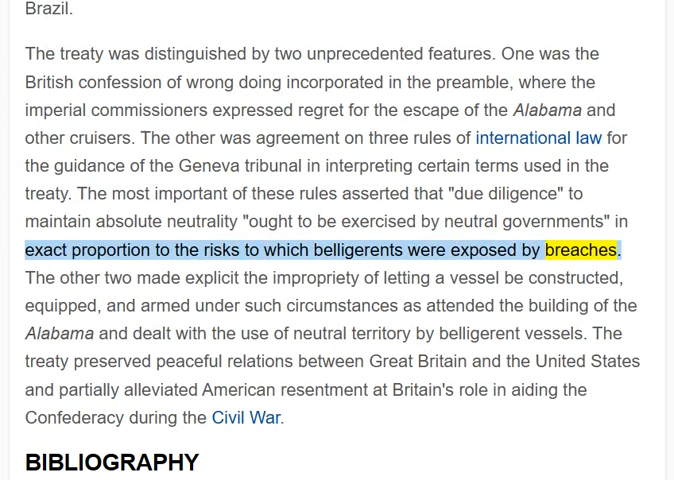 Brazil.
The treaty was distinguished by two unprecedented features. One was the
British confession of wrong doing incorporated in the preamble, where the
imperial commissioners expressed regret for the escape of the Alabama and
other cruisers. The other was agreement on three rules of international law for
the guidance of the Geneva tribunal in interpreting certain terms used in the
treaty. The most important of these rules asserted that "due diligence" to
maintain absolute neutrality "ought to be exercised by neutral governments" in
exact proportion to the risks to which belligerents were exposed by breaches.
The other two made explicit the impropriety of letting a vessel be constructed,
equipped, and armed under such circumstances as attended the building of the
Alabama and dealt with the use of neutral territory by belligerent vessels. The
treaty preserved peaceful relations between Great Britain and the United States
and partially alleviated American resentment at Britain's role in aiding the
Confederacy during the Civil War.
BIBLIOGRAPHY